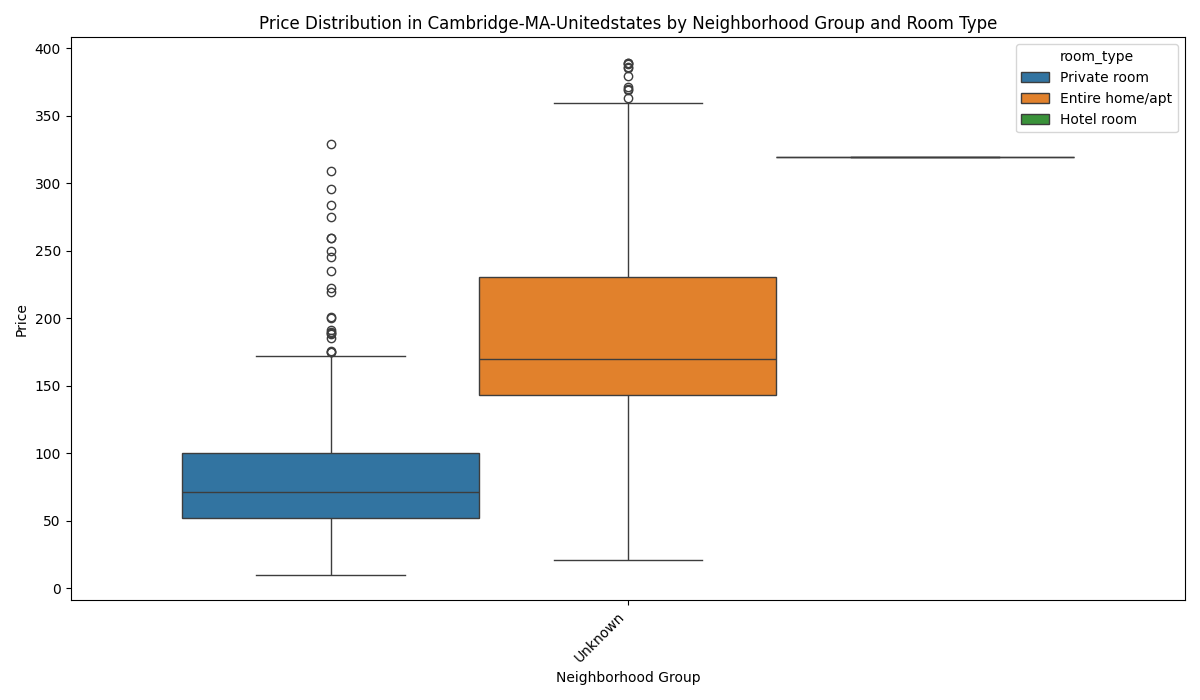 Price Distribution in Cambridge-MA-Unitedstates by Neighborhood Group and Room Type
room_type
Private room
Entire home/apt
Hotel room
Price
400
350
300
250
200
150
100
50
0
Unknown
Neighborhood Group